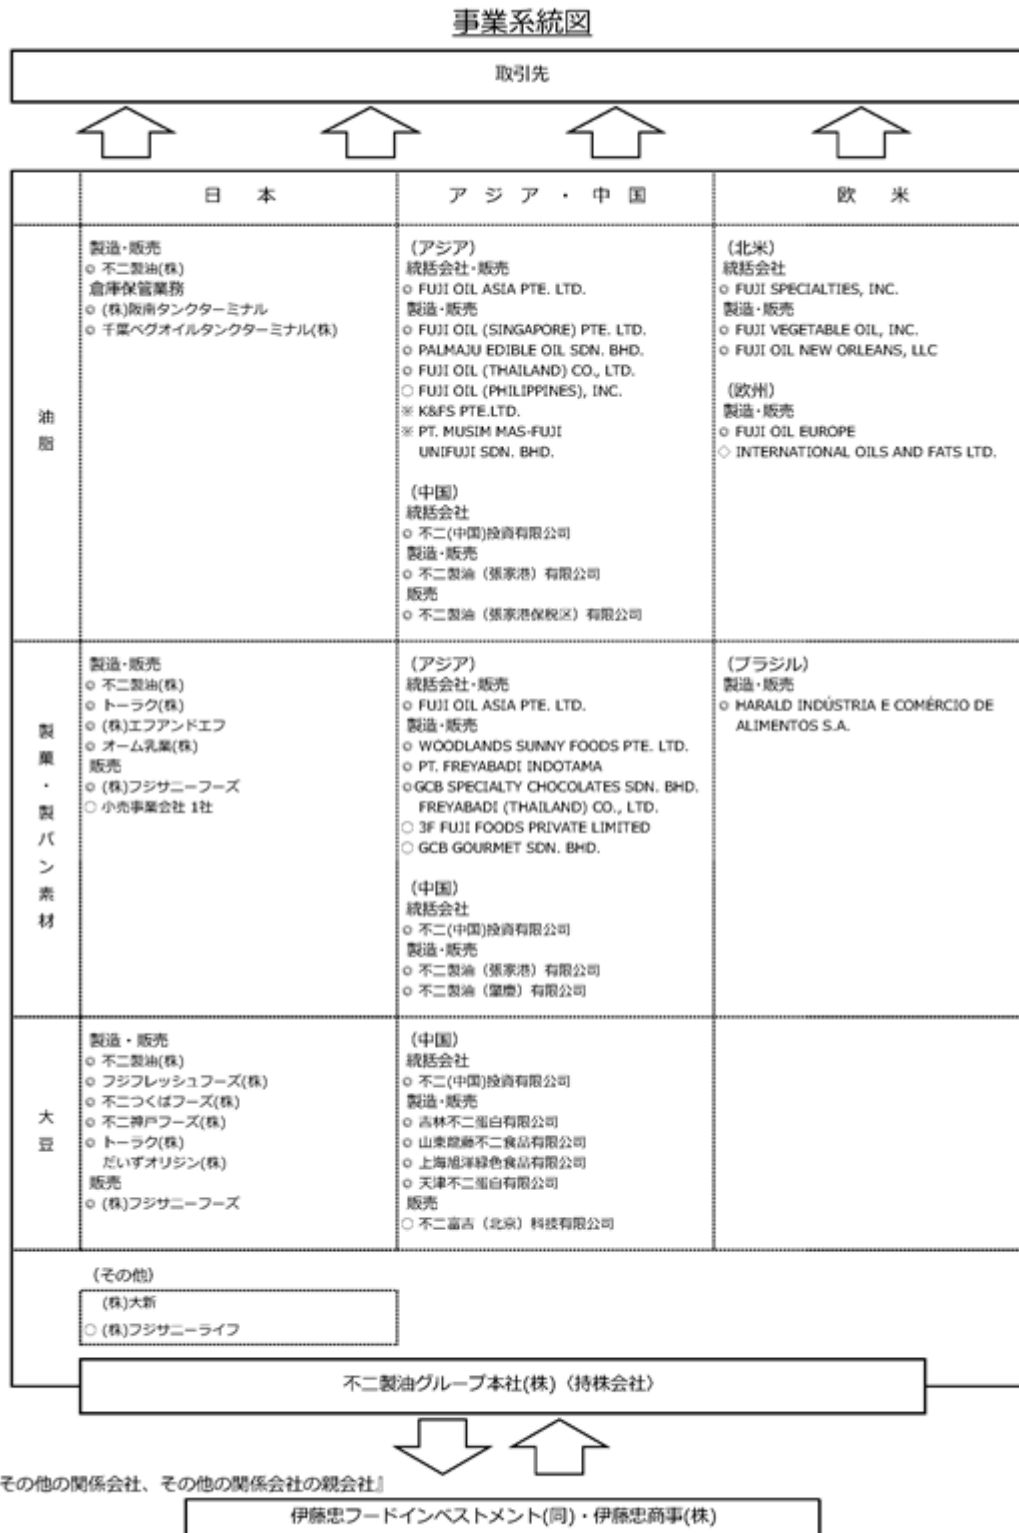 事業系統図
取引先
日 本
ア ジ ア ・ 中 国
欧 米
油脂
製造・販売
◎ 不二製油(株)
倉庫保管業務
◎ (株)阪南タンクターミナル
◎ 千葉ベグオイルタンクターミナル(株)
(アジア)
統括会社・販売
◎ FUJI OIL ASIA PTE. LTD.
製造・販売
◎ FUJI OIL (SINGAPORE) PTE. LTD.
◎ PALMAJU EDIBLE OIL SDN. BHD.
◎ FUJI OIL (THAILAND) CO., LTD.
○ FUJI OIL (PHILIPPINES), INC.
※ K&FS PTE.LTD.
※ PT. MUSIM MAS-FUJI
UNIFUJI SDN. BHD.
(中国)
統括会社
◎ 不二(中国)投資有限公司
製造・販売
◎ 不二製油（張家港）有限公司
販売
◎ 不二製油（張家港保税区）有限公司
(北米)
統括会社
◎ FUJI SPECIALTIES, INC.
製造・販売
◎ FUJI VEGETABLE OIL, INC.
◎ FUJI OIL NEW ORLEANS, LLC
(欧州)
製造・販売
◎ FUJI OIL EUROPE
◇ INTERNATIONAL OILS AND FATS LTD.
製菓・製パン素材
製造・販売
◎ 不二製油(株)
◎ トーラク(株)
◎ (株)エフアンドエフ
◎ オーム乳業(株)
販売
◎ (株)フジサニーフーズ
○ 小売事業会社 1社
(アジア)
統括会社・販売
◎ FUJI OIL ASIA PTE. LTD.
製造・販売
◎ WOODLANDS SUNNY FOODS PTE. LTD.
◎ PT. FREYABADI INDOTAMA
◎GCB SPECIALTY CHOCOLATES SDN. BHD.
FREYABADI (THAILAND) CO., LTD.
○ 3F FUJI FOODS PRIVATE LIMITED
○ GCB GOURMET SDN. BHD.
(中国)
統括会社
◎ 不二(中国)投資有限公司
製造・販売
◎ 不二製油（張家港）有限公司
◎ 不二製油（肇慶）有限公司
(ブラジル)
製造・販売
◎ HARALD INDÚSTRIA E COMÉRCIO DE
ALIMENTOS S.A.
大豆
製造・販売
◎ 不二製油(株)
◎ フジフレッシュフーズ(株)
◎ 不二つくばフーズ(株)
◎ 不二神戸フーズ(株)
◎ トーラク(株)
だいずオリジン(株)
販売
◎ (株)フジサニーフーズ
(中国)
統括会社
◎ 不二(中国)投資有限公司
製造・販売
◎ 吉林不二蛋白有限公司
◎ 山東龍藤不二食品有限公司
◎ 上海旭洋緑色食品有限公司
◎ 天津不二蛋白有限公司
販売
○ 不二富吉（北京）科技有限公司
(その他)
(株)大新
○ (株)フジサニーライフ
不二製油グループ本社(株)〈持株会社〉
その他の関係会社、その他の関係会社の親会社』
伊藤忠フードインベストメント(同)・伊藤忠商事(株)